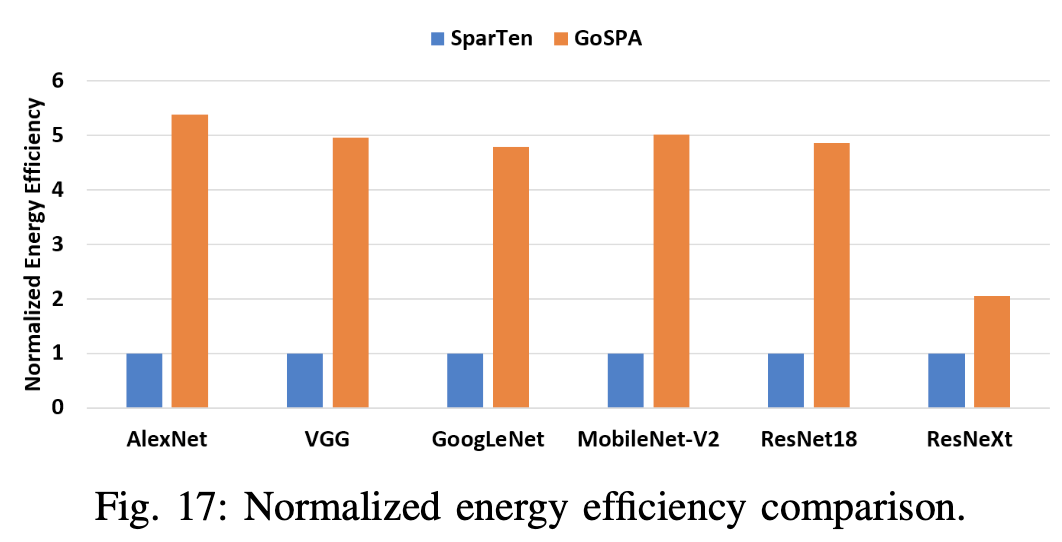 SparTen GoSPA
Normalized Energy Efficiency
6
5
4
3
2
1
0
AlexNet VGG GoogLeNet MobileNet-V2 ResNet18 ResNeXt
Fig. 17: Normalized energy efficiency comparison.